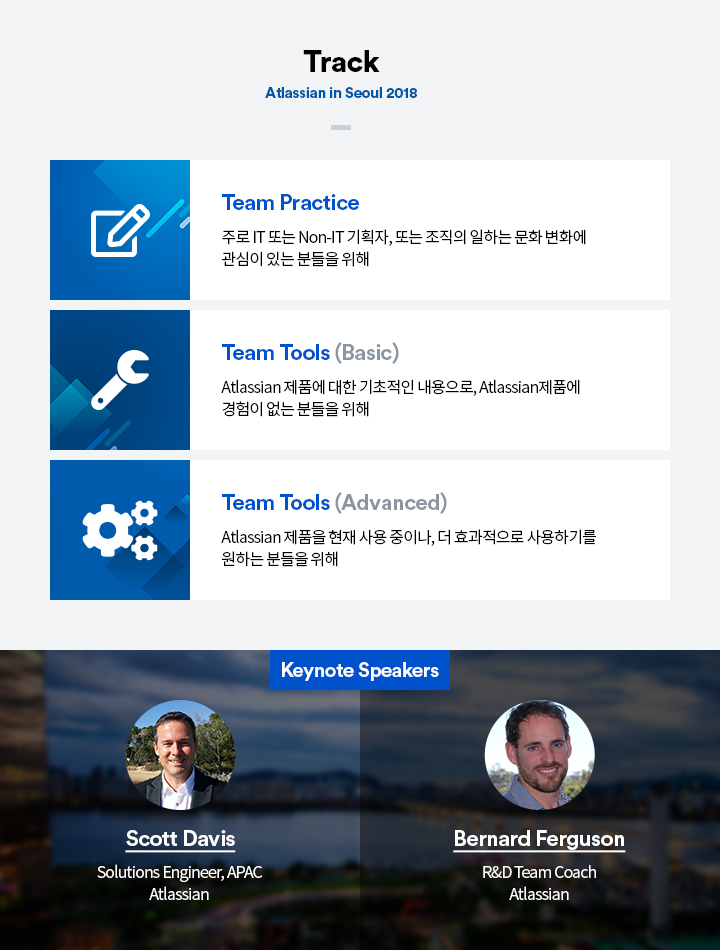 Track
Atlassian in Seoul 2018
Team Practice
주로 IT 또는 Non-IT 기획자, 또는 조직의 일하는 문화 변화에
관심이 있는 분들을 위해
Team Tools (Basic)
Atlassian 제품에 대한 기초적인 내용으로, Atlassian제품에
경험이 없는 분들을 위해
Team Tools (Advanced)
Atlassian 제품을 현재 사용 중이나, 더 효과적으로 사용하기를
원하는 분들을 위해
Keynote Speakers
Scott Davis
Solutions Engineer, APAC
Atlassian
Bernard Ferguson
R&D Team Coach
Atlassian